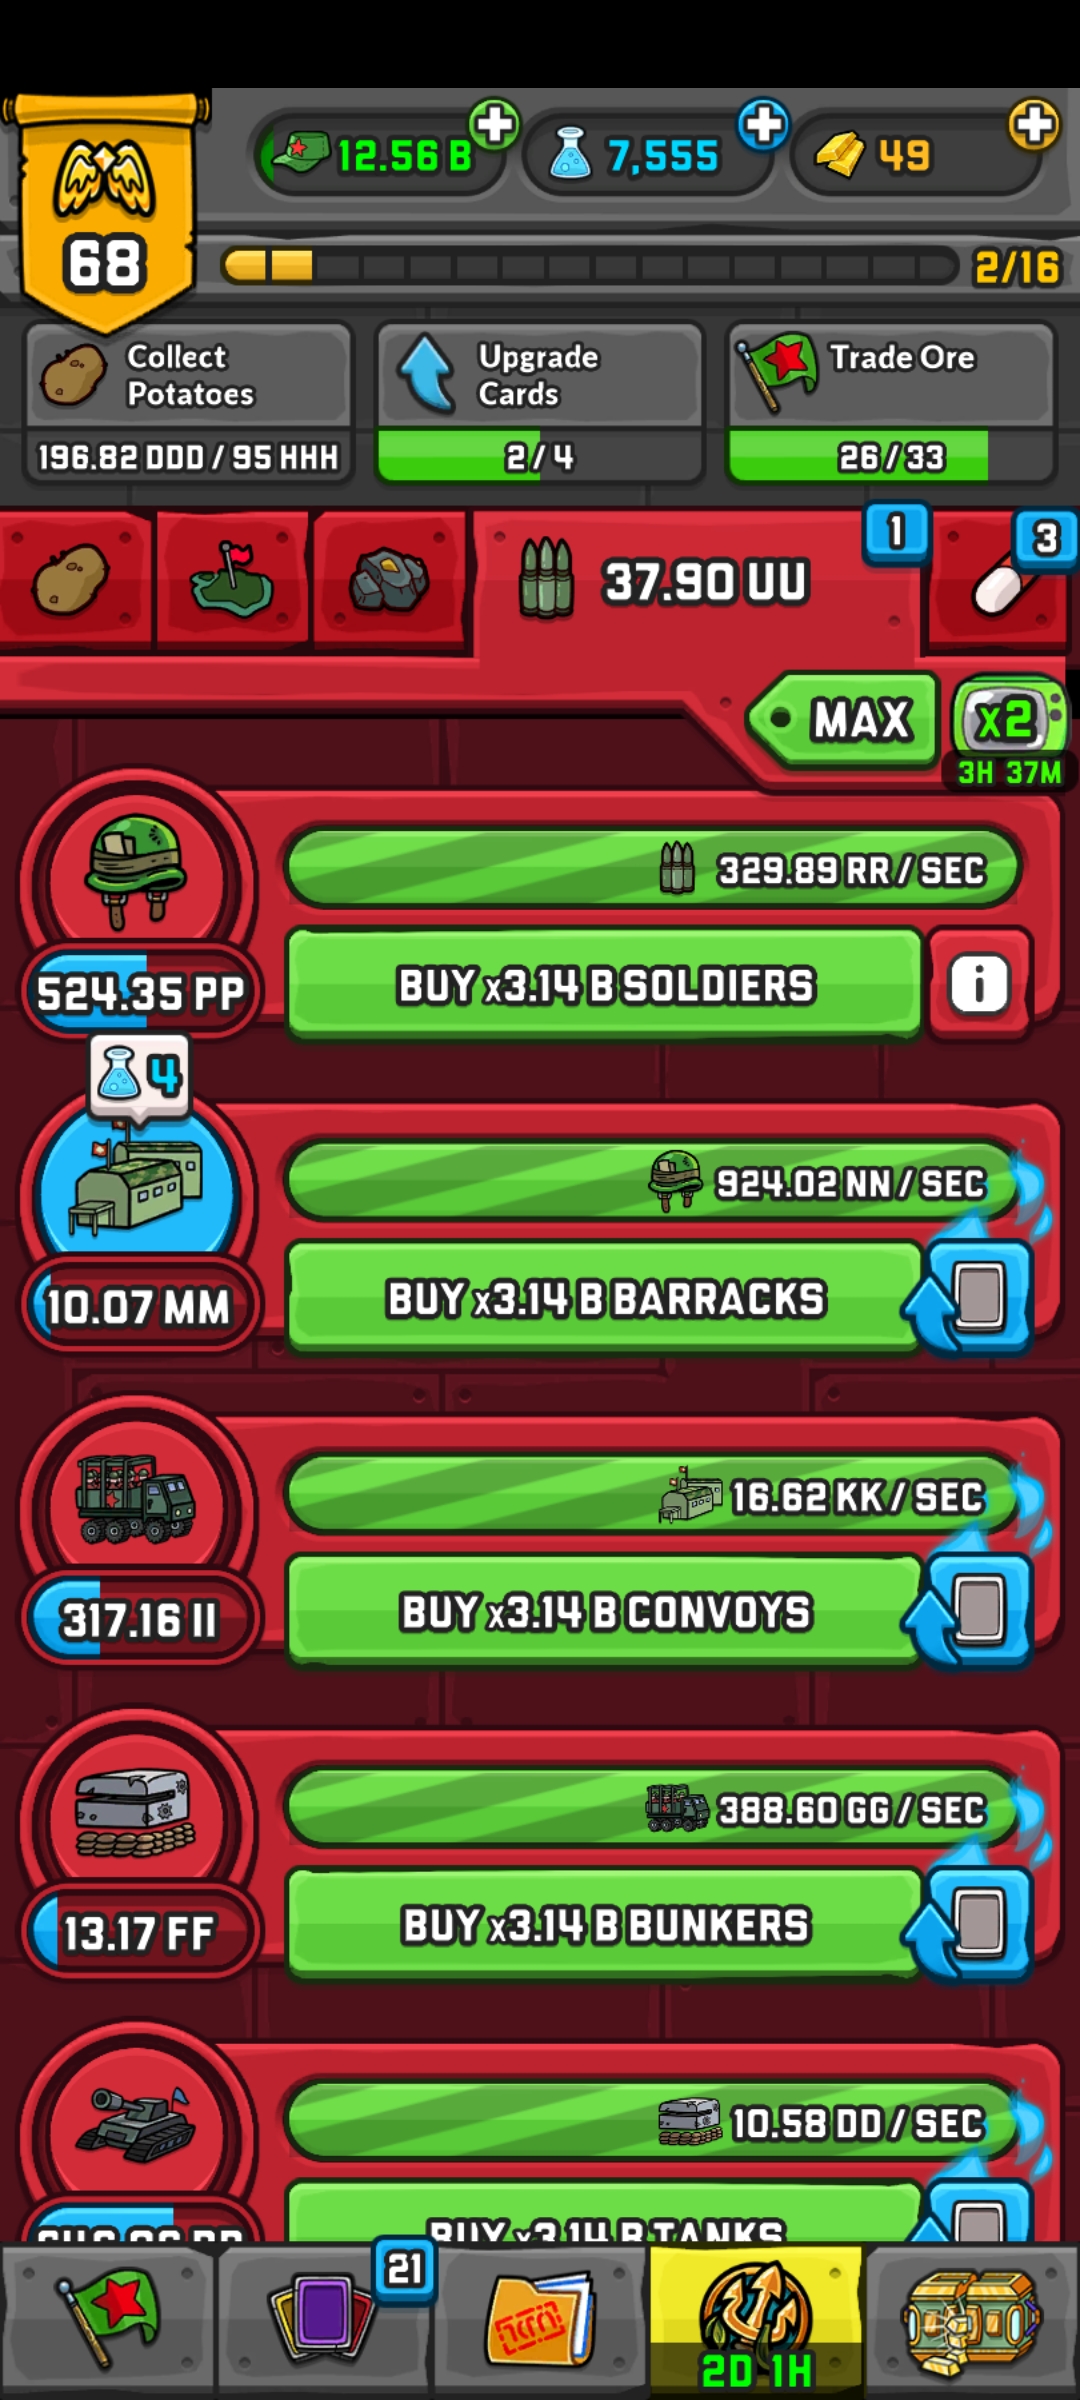 12.56 B
7,555
49
68
2/16
Collect
Potatoes
196.82 DDD / 95 HHH
Upgrade
Cards
2/4
Trade Ore
26/33
37.90 UU
1
3
MAX
x2
3H 37M
329.89 RR / SEC
524.35 PP
BUY x3.14 B SOLDIERS
i
4
924.02 NN / SEC
10.07 MM
BUY x3.14 B BARRACKS
16.62 KK / SEC
317.16 II
BUY x3.14 B CONVOYS
388.60 GG / SEC
13.17 FF
BUY x3.14 B BUNKERS
10.58 DD / SEC
BUY x3.14 B TANKS
21
2D 1H